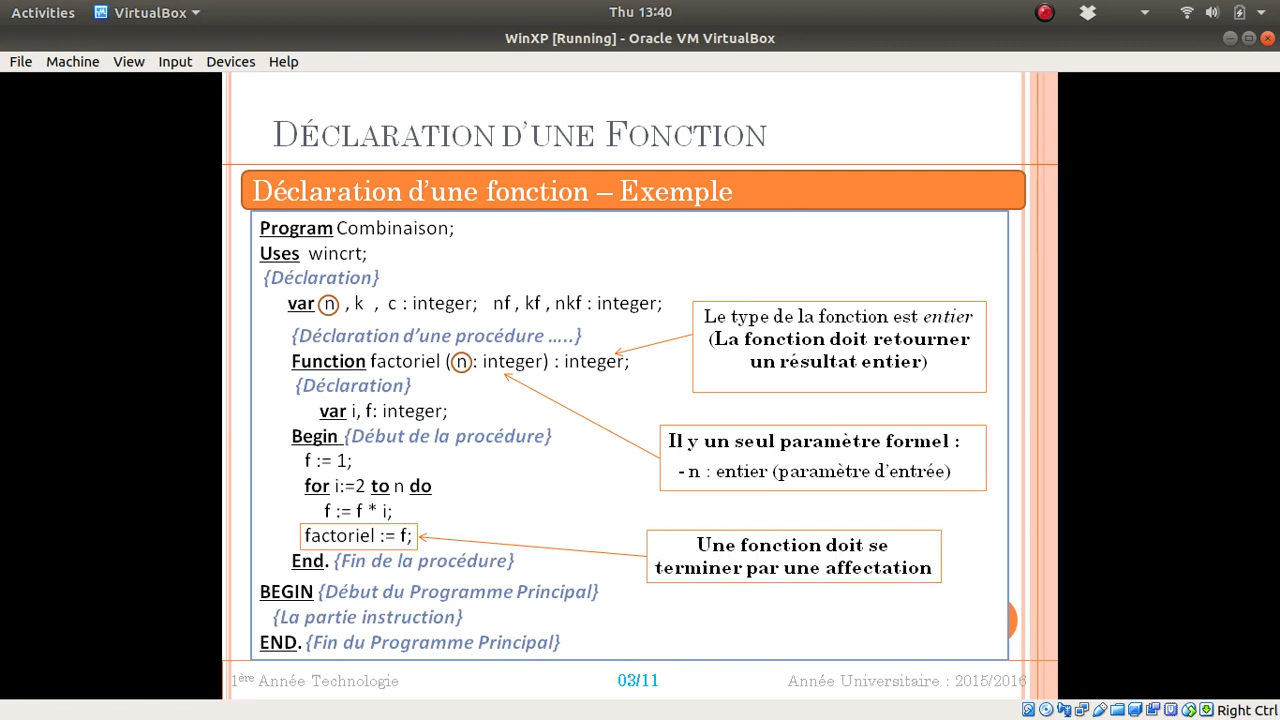 Activities VirtualBox Thu 13:40
WinXP [Running] - Oracle VM VirtualBox
File Machine View Input Devices Help
DÉCLARATION D'UNE FONCTION
Déclaration d'une fonction – Exemple
Program Combinaison;
Uses wincrt;
{Déclaration}
var n , k , c : integer; nf , kf , nkf : integer;
{Déclaration d'une procédure …..}
Function factoriel ( n : integer) : integer;
{Déclaration}
var i, f: integer;
Begin {Début de la procédure}
f := 1;
for i:=2 to n do
f := f * i;
factoriel := f;
End. {Fin de la procédure}
BEGIN {Début du Programme Principal}
{La partie instruction}
END. {Fin du Programme Principal}
Le type de la fonction est entier
(La fonction doit retourner
un résultat entier)
Il y un seul paramètre formel :
- n : entier (paramètre d'entrée)
Une fonction doit se
terminer par une affectation
1ère Année Technologie 03/11 Année Universitaire : 2015/2016
Right Ctrl